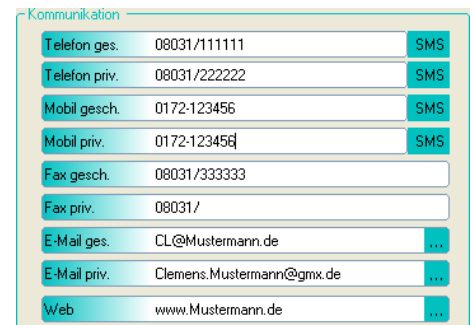 Kommunikation
Telefon ges. 08031/111111 SMS
Telefon priv. 08031/222222 SMS
Mobil gesch. 0172-123456 SMS
Mobil priv. 0172-123456 SMS
Fax gesch. 08031/333333
Fax priv. 08031/
E-Mail ges. CL@Mustermann.de ...
E-Mail priv. Clemens.Mustermann@gmx.de ...
Web www.Mustermann.de ...